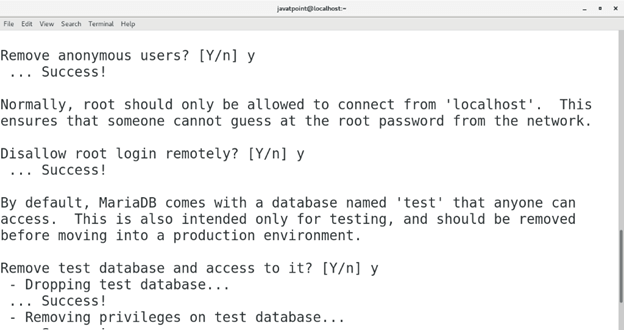 javatpoint@localhost:~
File Edit View Search Terminal Help
Remove anonymous users? [Y/n] y
 ... Success!
Normally, root should only be allowed to connect from 'localhost'.  This
ensures that someone cannot guess at the root password from the network.
Disallow root login remotely? [Y/n] y
 ... Success!
By default, MariaDB comes with a database named 'test' that anyone can
access.  This is also intended only for testing, and should be removed
before moving into a production environment.
Remove test database and access to it? [Y/n] y
 - Dropping test database...
 ... Success!
 - Removing privileges on test database...